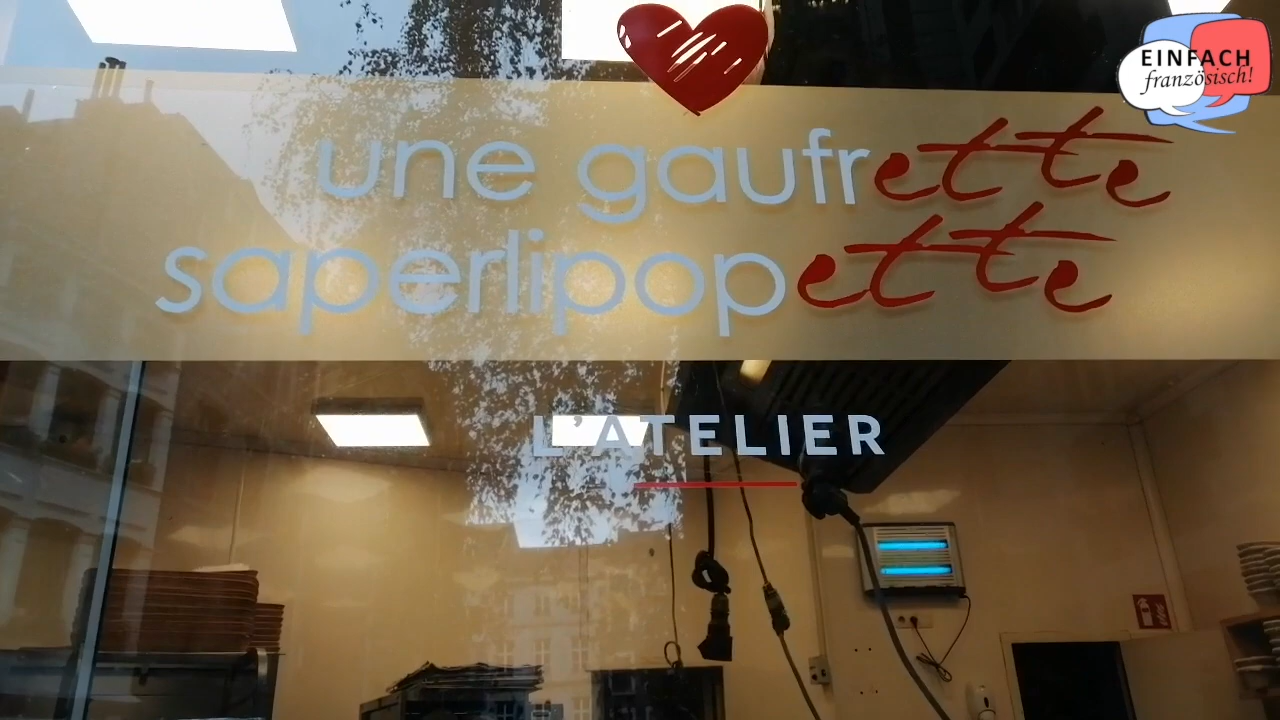 EINFACH
französisch!
une gaufrette
saperlipopette
L'ATELIER